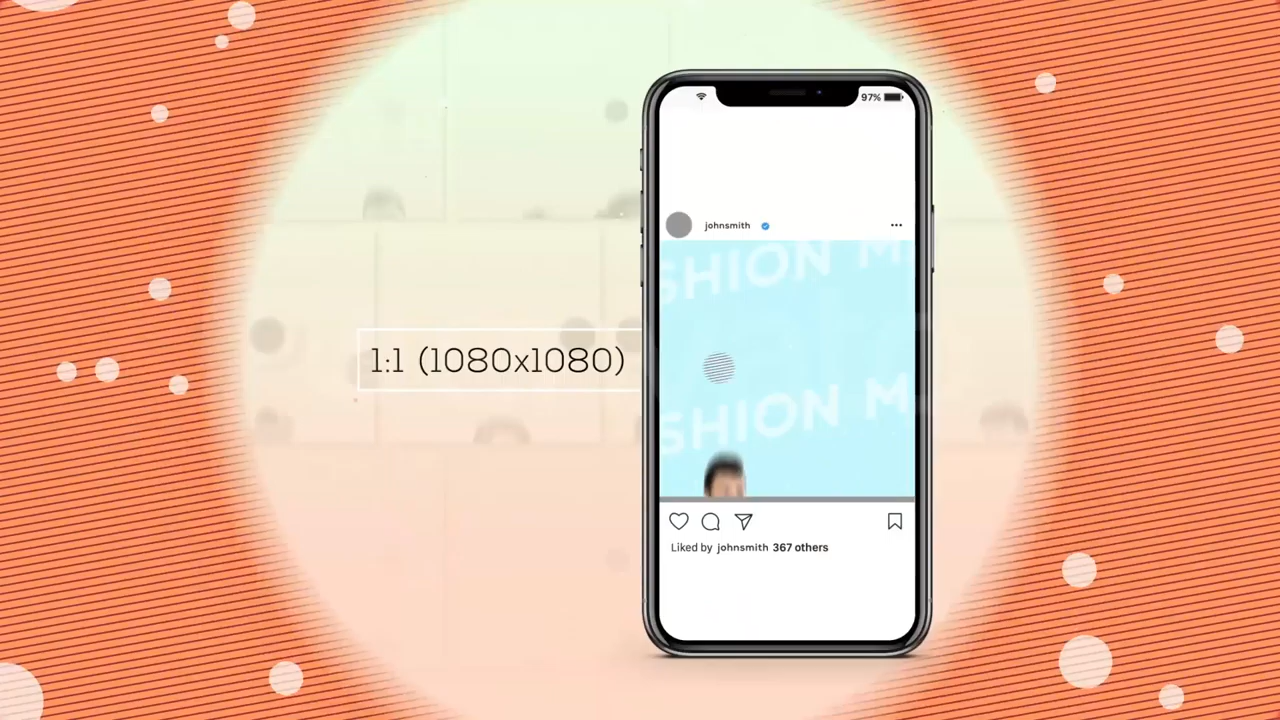 97%
johnsmith
SHION M
1:1 (1080x1080)
SHION M
Liked by johnsmith 367 others